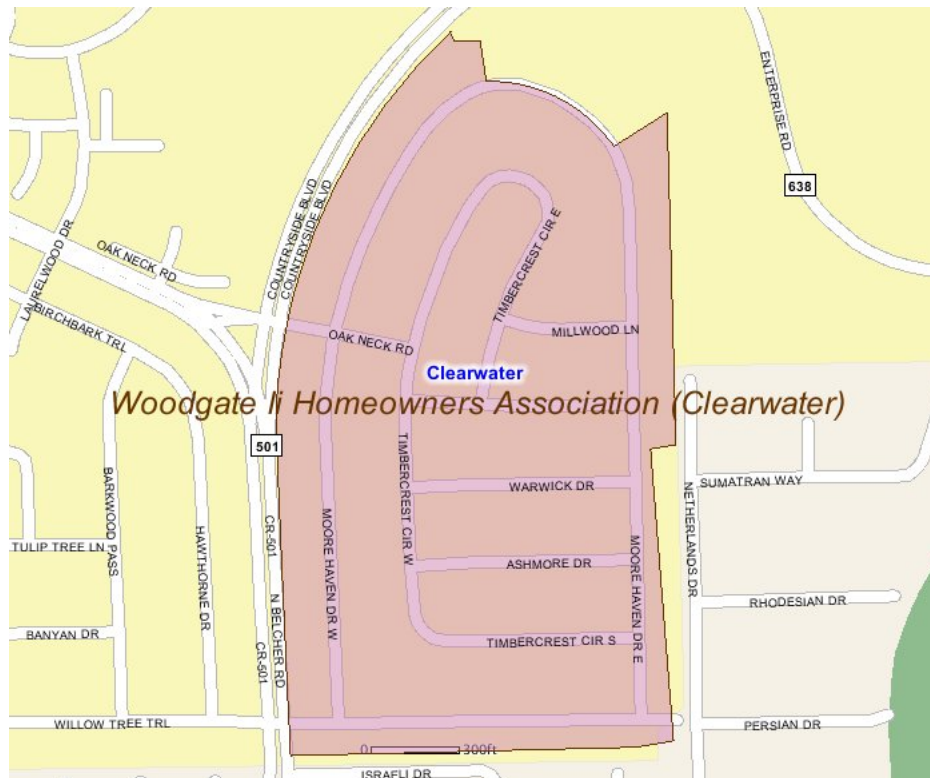 ENTERPRISE RD
638
COUNTRYSIDE BLVD
COUNTRYSIDE BLVD
LAURELWOOD DR
OAK NECK RD
TIMBERCREST CIR E
BIRCHBARK TRL
OAK NECK RD
MILLWOOD LN
Clearwater
Woodgate Ii Homeowners Association (Clearwater)
501
TIMBERCREST CIR W
BARKWOOD PASS
HAWTHORNE DR
CR-501
MOORE HAVEN DR W
WARWICK DR
NETHERLANDS DR
SUMATRAN WAY
TULIP TREE LN
ASHMORE DR
MOORE HAVEN DR E
RHODESIAN DR
N BELCHER RD
BANYAN DR
CR-501
TIMBERCREST CIR S
WILLOW TREE TRL
PERSIAN DR
0 300ft
ISRAELI DR